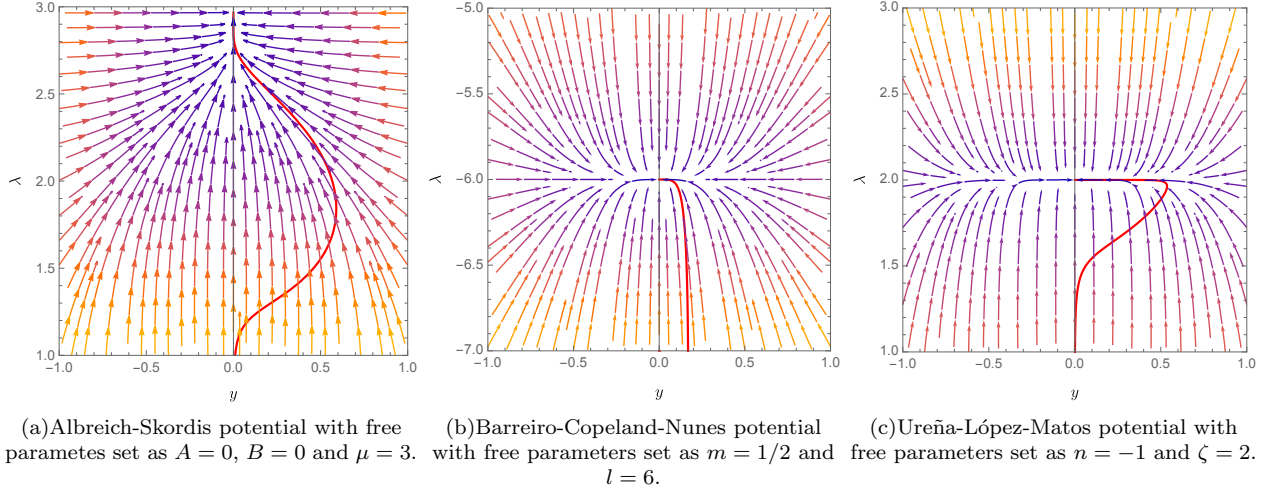 3.0
2.5
2.0
1.5
1.0
λ
-1.0 -0.5 0.0 0.5 1.0
y
-5.0
-5.5
-6.0
-6.5
-7.0
λ
-1.0 -0.5 0.0 0.5 1.0
y
3.0
2.5
2.0
1.5
1.0
λ
-1.0 -0.5 0.0 0.5 1.0
y
(a)Albreich-Skordis potential with free
parametes set as A = 0, B = 0 and μ = 3.
(b)Barreiro-Copeland-Nunes potential
with free parameters set as m = 1/2 and
l = 6.
(c)Ureña-López-Matos potential with
free parameters set as n = −1 and ζ = 2.